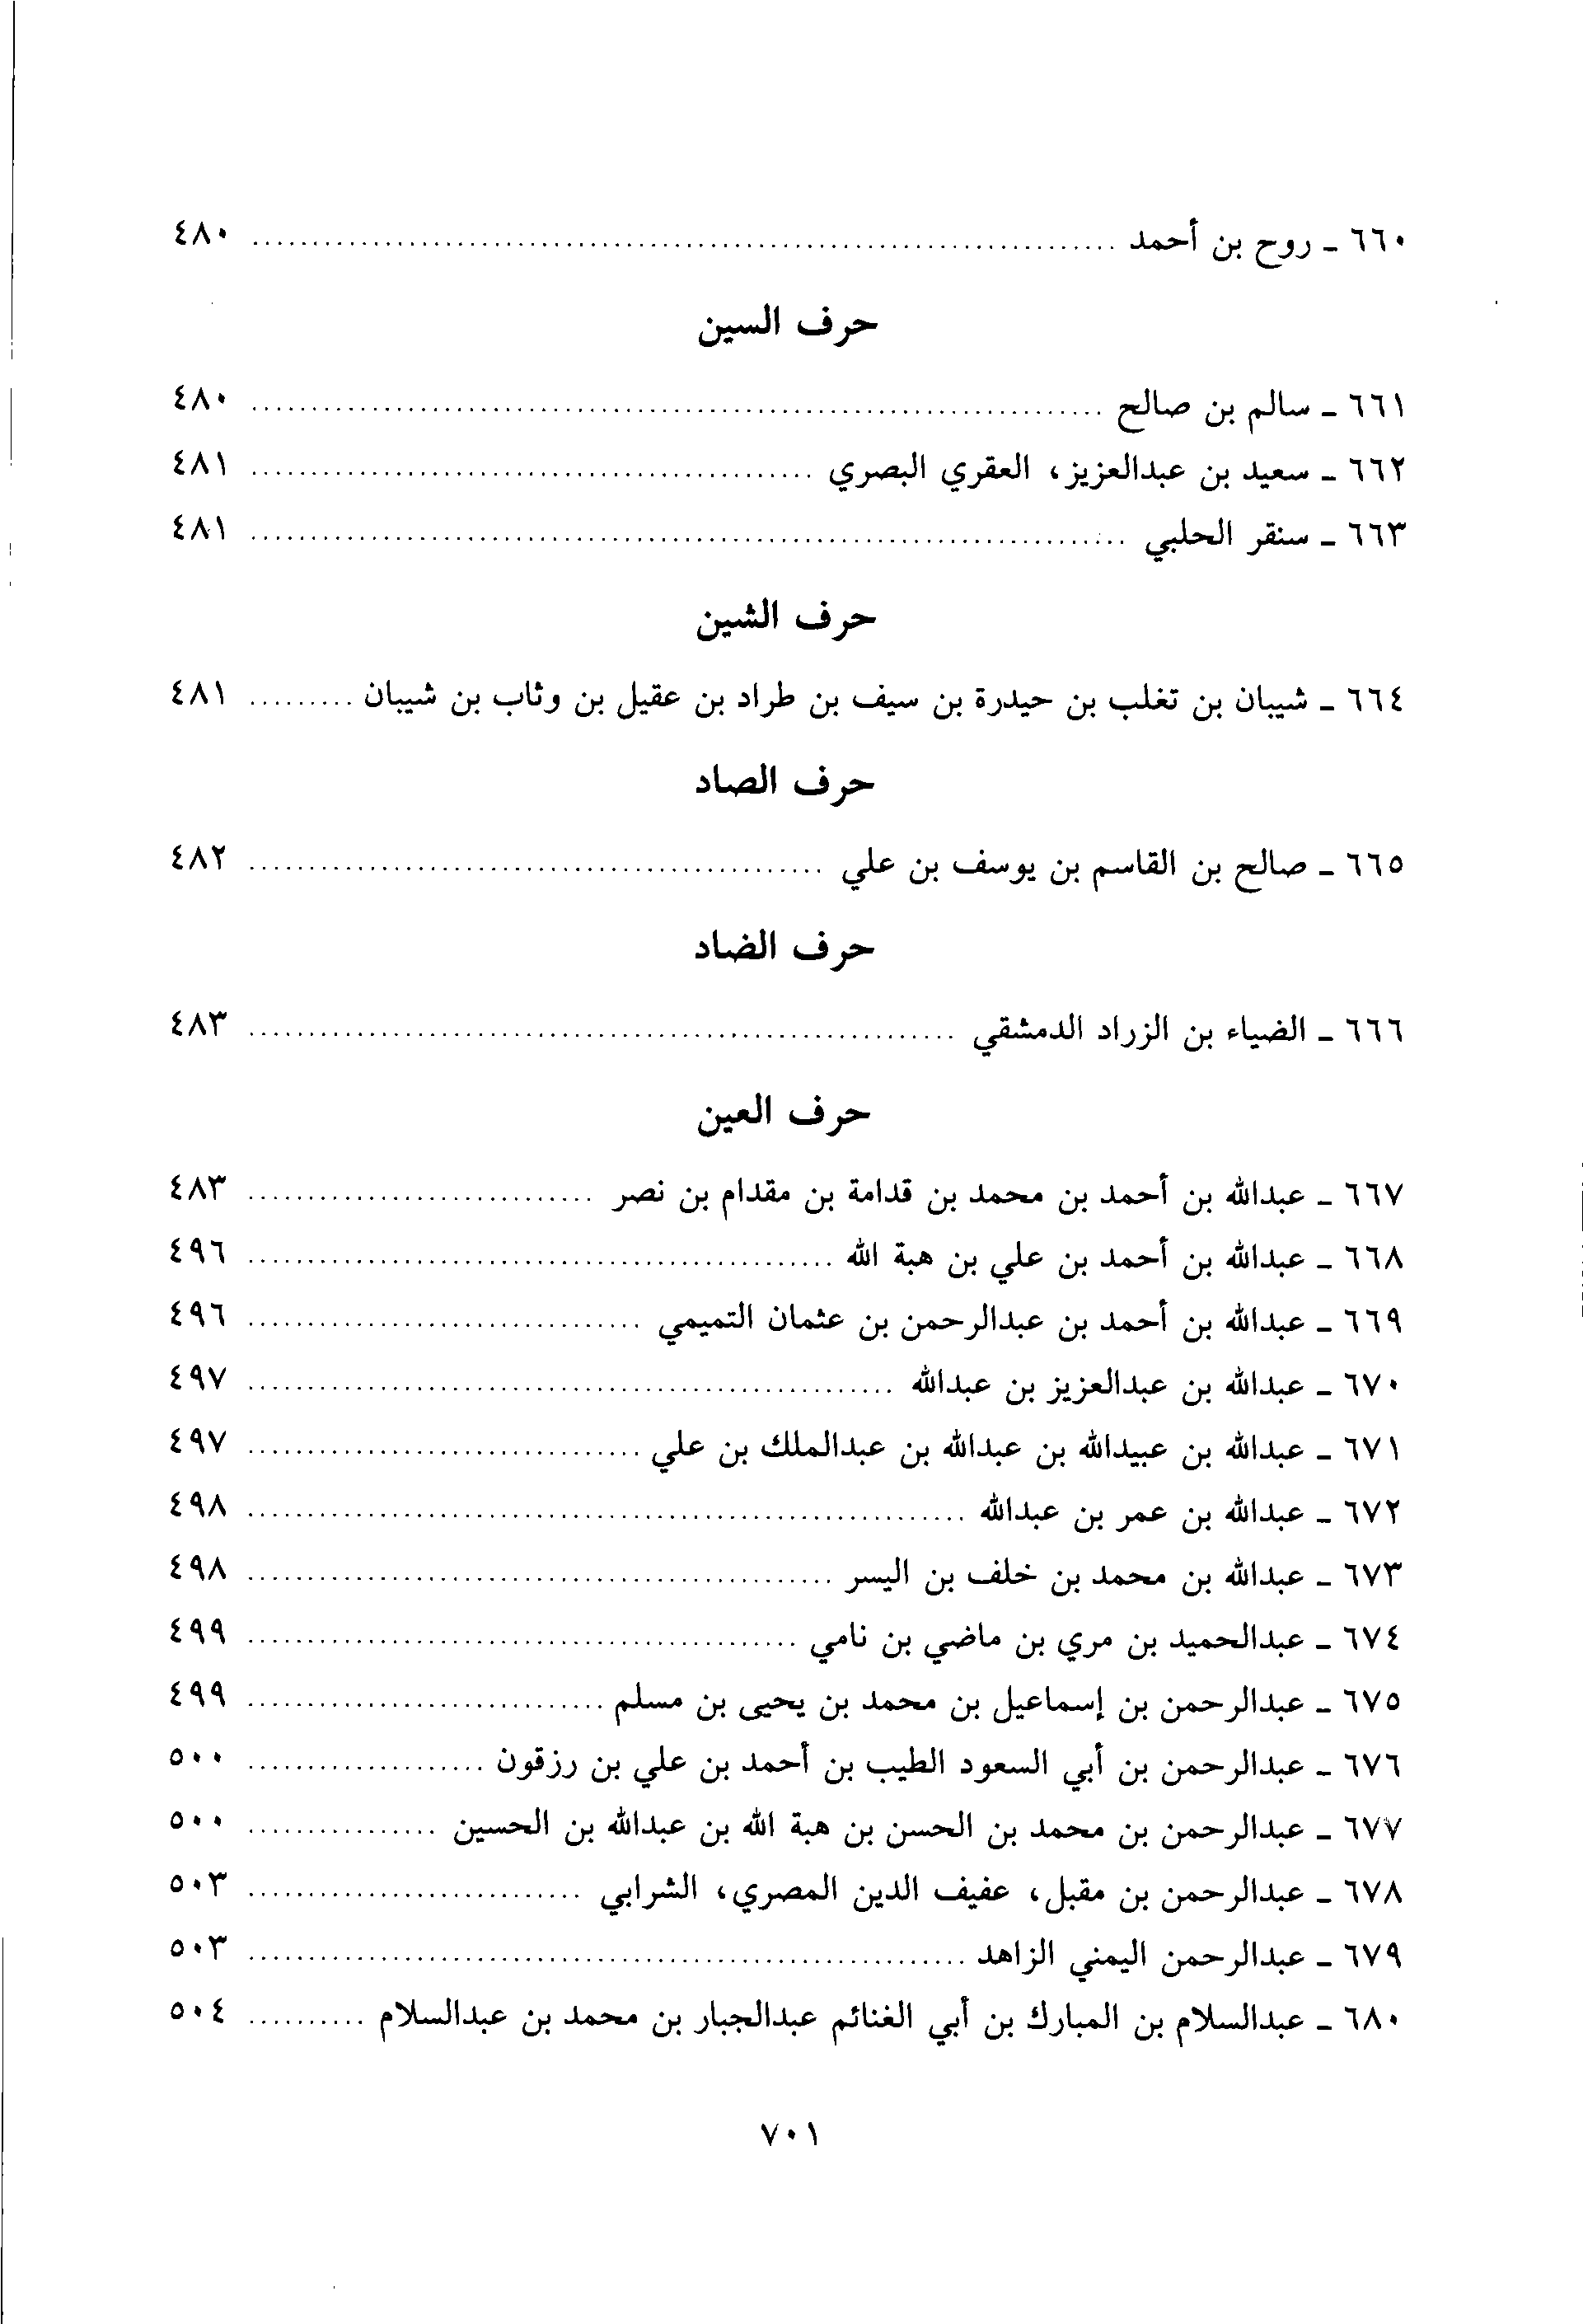 ٦٦٠ ـ روح بن أحمد ........................................ ٤٨٠
حرف السين
٦٦١ ـ سالم بن صالح ........................................ ٤٨٠
٦٦٢ ـ سعيد بن عبدالعزيز، العقري البصري ........................................ ٤٨١
٦٦٣ ـ سنقر الحلبي ........................................ ٤٨١
حرف الشين
٦٦٤ ـ شيبان بن تغلب بن حيدرة بن سيف بن طراد بن عقيل بن وثاب بن شيبان ......... ٤٨١
حرف الصاد
٦٦٥ ـ صالح بن القاسم بن يوسف بن علي ........................................ ٤٨٢
حرف الضاد
٦٦٦ ـ الضياء بن الزراد الدمشقي ........................................ ٤٨٣
حرف العين
٦٦٧ ـ عبدالله بن أحمد بن محمد بن قدامة بن مقدام بن نصر ............................. ٤٨٣
٦٦٨ ـ عبدالله بن أحمد بن علي بن هبة الله ........................................ ٤٩٦
٦٦٩ ـ عبدالله بن أحمد بن عبدالرحمن بن عثمان التميمي ................................. ٤٩٦
٦٧٠ ـ عبدالله بن عبدالعزيز بن عبدالله ........................................ ٤٩٧
٦٧١ ـ عبدالله بن عبيدالله بن عبدالله بن عبدالملك بن علي ................................. ٤٩٧
٦٧٢ ـ عبدالله بن عمر بن عبدالله ........................................ ٤٩٨
٦٧٣ ـ عبدالله بن محمد بن خلف بن اليسر ........................................ ٤٩٨
٦٧٤ ـ عبدالحميد بن مري بن ماضي بن نامي ........................................ ٤٩٩
٦٧٥ ـ عبدالرحمن بن إسماعيل بن محمد بن يحيى بن مسلم .............................. ٤٩٩
٦٧٦ ـ عبدالرحمن بن أبي السعود الطيب بن أحمد بن علي بن رزقون .................... ٥٠٠
٦٧٧ ـ عبدالرحمن بن محمد بن الحسن بن هبة الله بن عبدالله بن الحسين ................ ٥٠٠
٦٧٨ ـ عبدالرحمن بن مقبل، عفيف الدين المصري، الشرابي ............................ ٥٠٣
٦٧٩ ـ عبدالرحمن اليمني الزاهد ........................................ ٥٠٣
٦٨٠ ـ عبدالسلام بن المبارك بن أبي الغنائم عبدالجبار بن محمد بن عبدالسلام .......... ٥٠٤
٧٠١